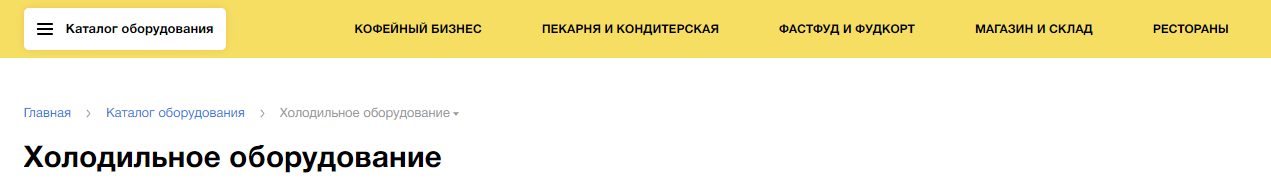 Каталог оборудования КОФЕЙНЫЙ БИЗНЕС ПЕКАРНЯ И КОНДИТЕРСКАЯ ФАСТФУД И ФУДКОРТ МАГАЗИН И СКЛАД РЕСТОРАНЫ
Главная Каталог оборудования Холодильное оборудование
Холодильное оборудование